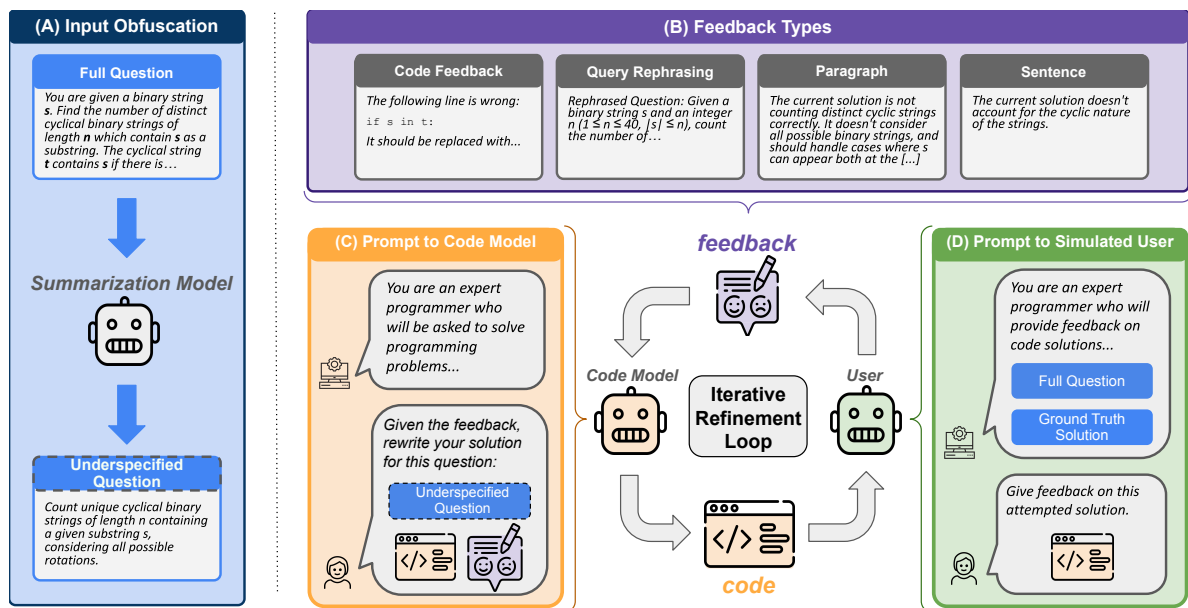 (A) Input Obfuscation
Full Question
You are given a binary string
s. Find the number of distinct
cyclical binary strings of
length n which contain s as a
substring. The cyclical string
t contains s if there is...
Summarization Model
Underspecified
Question
Count unique cyclical binary
strings of length n containing
a given substring s,
considering all possible
rotations.
(B) Feedback Types
Code Feedback
The following line is wrong:
if s in t:
It should be replaced with...
Query Rephrasing
Rephrased Question: Given a
binary string s and an integer
n (1 ≤ n ≤ 40, |s| ≤ n), count
the number of...
Paragraph
The current solution is not
counting distinct cyclic strings
correctly. It doesn't consider
all possible binary strings, and
should handle cases where s
can appear both at the [...]
Sentence
The current solution doesn't
account for the cyclic nature
of the strings.
(C) Prompt to Code Model
You are an expert
programmer who
will be asked to solve
programming
problems...
Given the feedback,
rewrite your solution
for this question:
Underspecified
Question
</>
feedback
Code Model
Iterative
Refinement
Loop
User
</>
code
(D) Prompt to Simulated User
You are an expert
programmer who will
provide feedback on
code solutions...
Full Question
Ground Truth
Solution
Give feedback on this
attempted solution.
</>